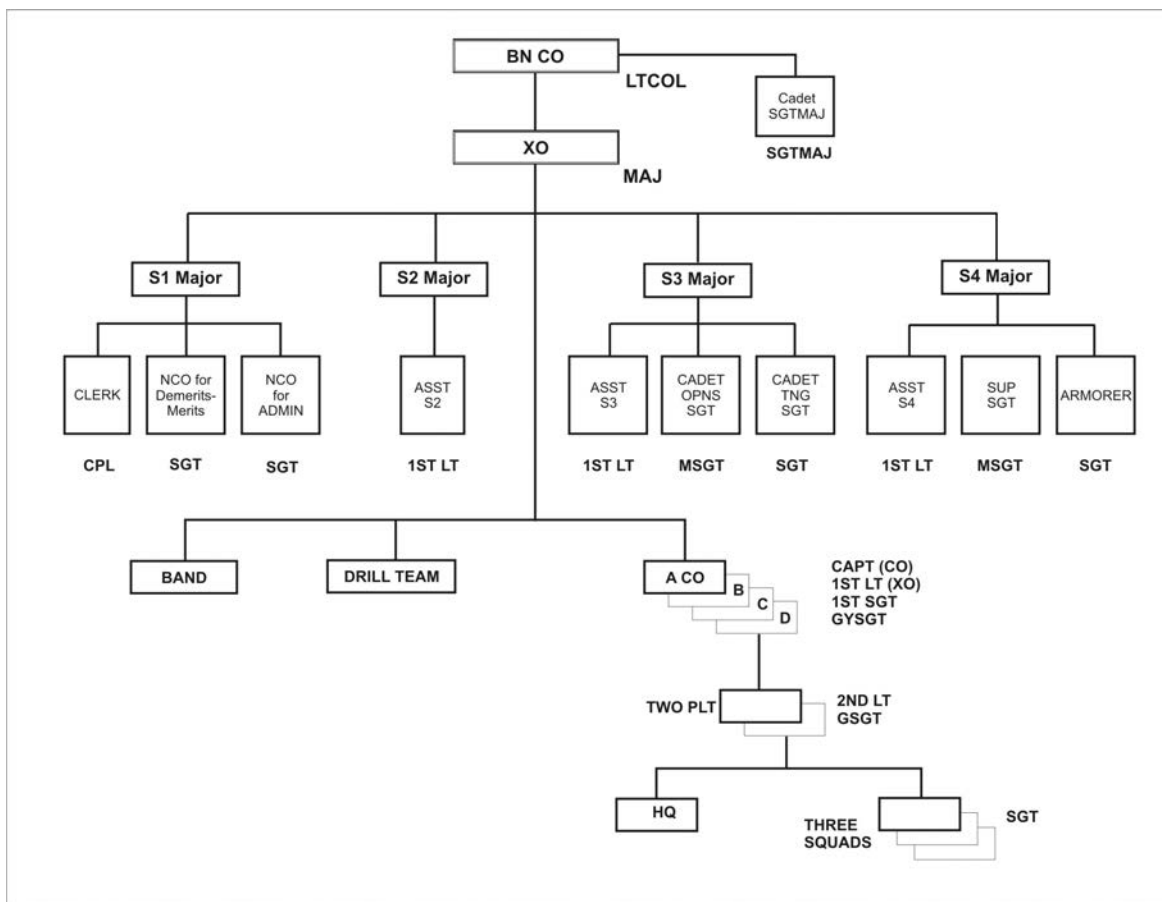 BN CO
LTCOL
Cadet
SGTMAJ
SGTMAJ
XO
MAJ
S1 Major
S2 Major
S3 Major
S4 Major
CLERK
NCO for
Demerits-
Merits
NCO
for
ADMIN
ASST
S2
ASST
S3
CADET
OPNS
SGT
CADET
TNG
SGT
ASST
S4
SUP
SGT
ARMORER
CPL
SGT
SGT
1ST LT
1ST LT
MSGT
SGT
1ST LT
MSGT
SGT
BAND
DRILL TEAM
A CO
B
C
D
CAPT (CO)
1ST LT (XO)
1ST SGT
GYSGT
TWO PLT
2ND LT
GSGT
HQ
THREE
SQUADS
SGT